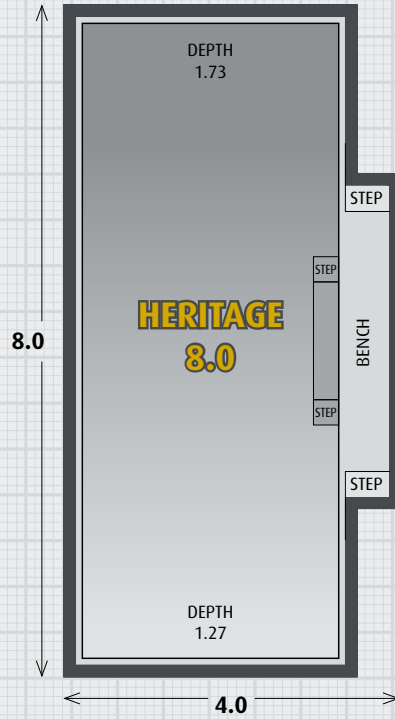 DEPTH
1.73
STEP
STEP
HERITAGE
8.0
8.0
BENCH
STEP
STEP
DEPTH
1.27
4.0